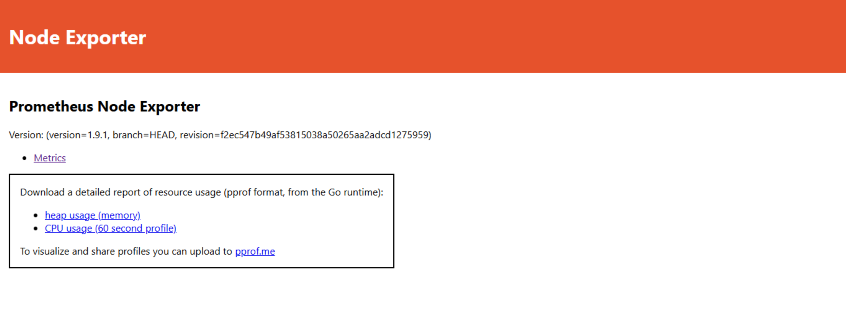 Node Exporter
Prometheus Node Exporter
Version: (version=1.9.1, branch=HEAD, revision=f2ec547b49af53815038a50265aa2adcd1275959)
Metrics
Download a detailed report of resource usage (pprof format, from the Go runtime):
heap usage (memory)
CPU usage (60 second profile)
To visualize and share profiles you can upload to pprof.me